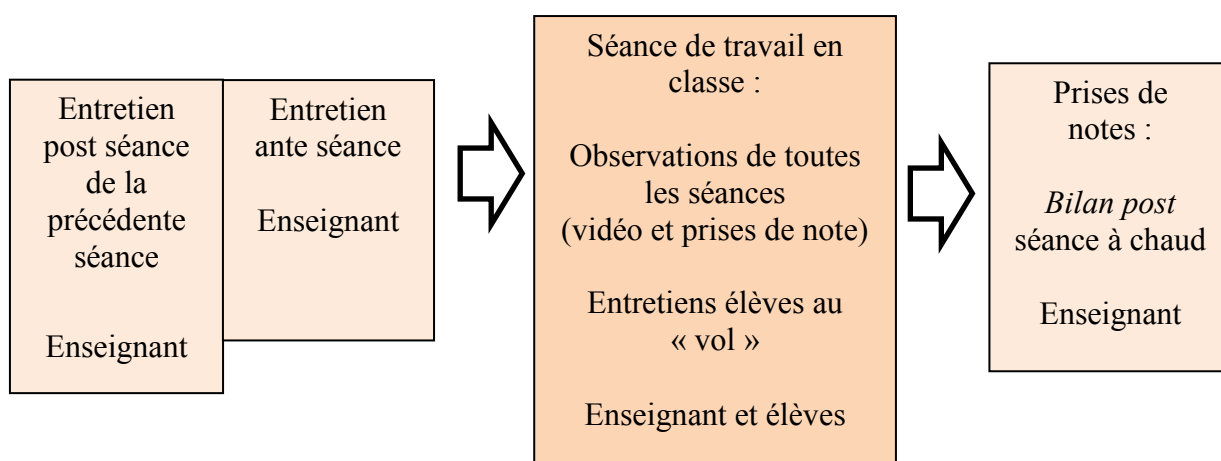 Entretien
post séance
de la
précédente
séance
Enseignant
Entretien
ante séance
Enseignant
Séance de travail en
classe :
Observations de toutes
les séances
(vidéo et prises de note)
Entretiens élèves au
« vol »
Enseignant et élèves
Prises de
notes :
Bilan post
séance à chaud
Enseignant